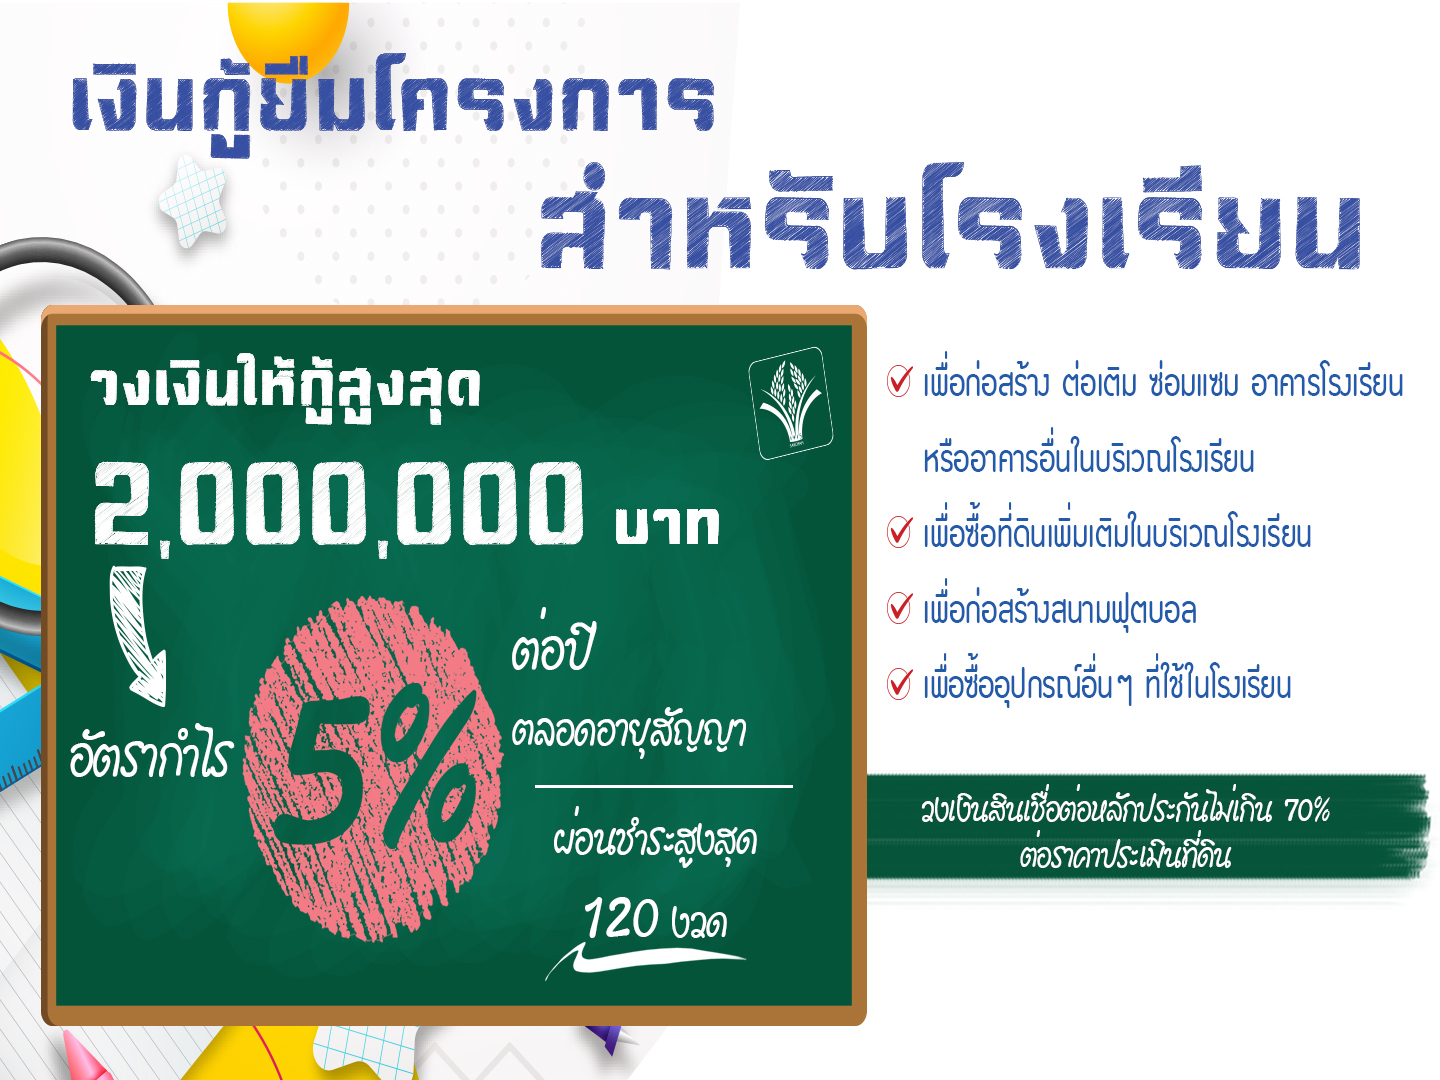 เงินกู้ยืมโครงการ
สำหรับโรงเรียน
วงเงินให้กู้สูงสุด
2,000,000 บาท
อัตรากำไร
5%
ต่อปี
ตลอดอายุสัญญา
ผ่อนชำระสูงสุด
120 งวด
เพื่อก่อสร้าง ต่อเติม ซ่อมแซม อาคารโรงเรียน
หรืออาคารอื่นในบริเวณโรงเรียน
เพื่อซื้อที่ดินเพิ่มเติมในบริเวณโรงเรียน
เพื่อก่อสร้างสนามฟุตบอล
เพื่อซื้ออุปกรณ์อื่นๆ ที่ใช้ในโรงเรียน
วงเงินสินเชื่อต่อหลักประกันไม่เกิน 70%
ต่อราคาประเมินที่ดิน